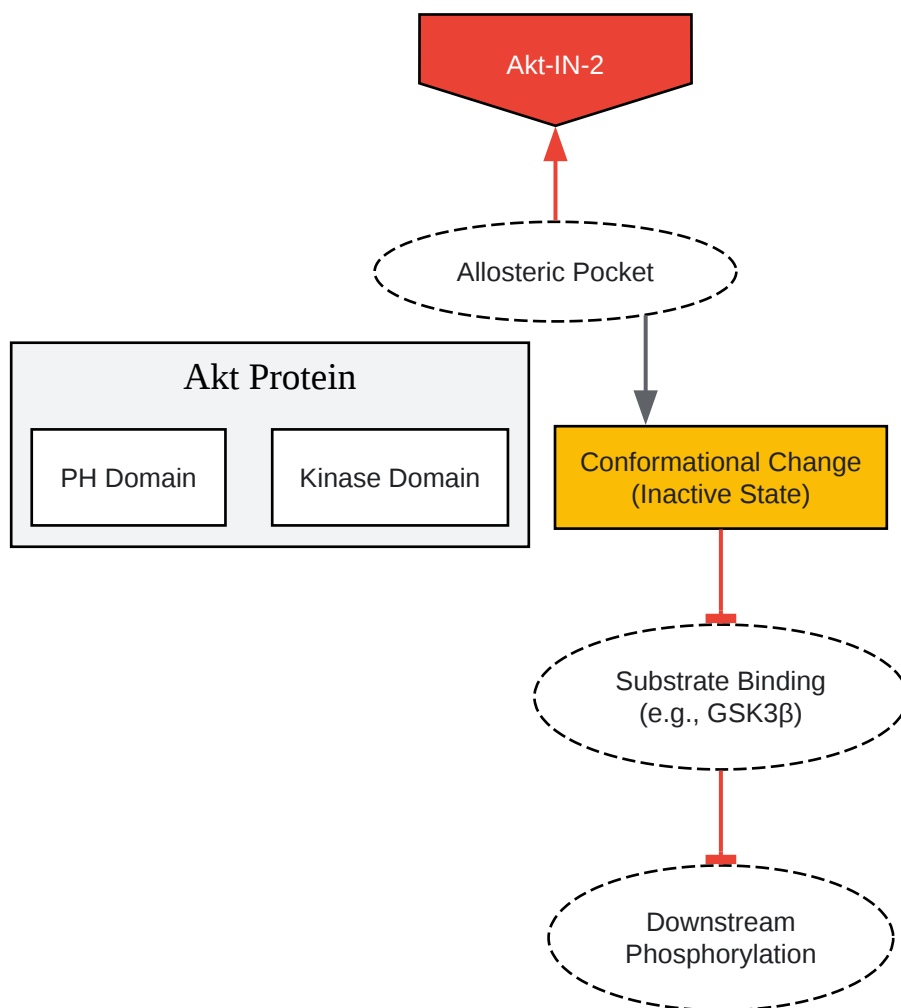 Akt-IN-2
Allosteric Pocket
Akt Protein
PH Domain
Kinase Domain
Conformational Change
(Inactive State)
Substrate Binding
(e.g., GSK3β)
Downstream
Phosphorylation